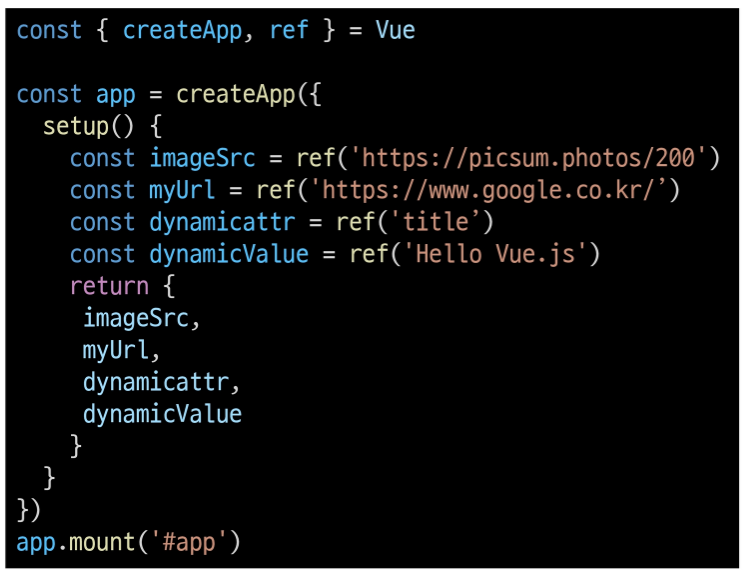 const { createApp, ref } = Vue
const app = createApp({
setup() {
const imageSrc = ref('https://picsum.photos/200')
const myUrl = ref('https://www.google.co.kr/’)
const dynamicattr = ref('title’)
const dynamicValue = ref('Hello Vue.js')
return {
imageSrc,
myUrl,
dynamicattr,
dynamicValue
}
}
})
app.mount('#app')